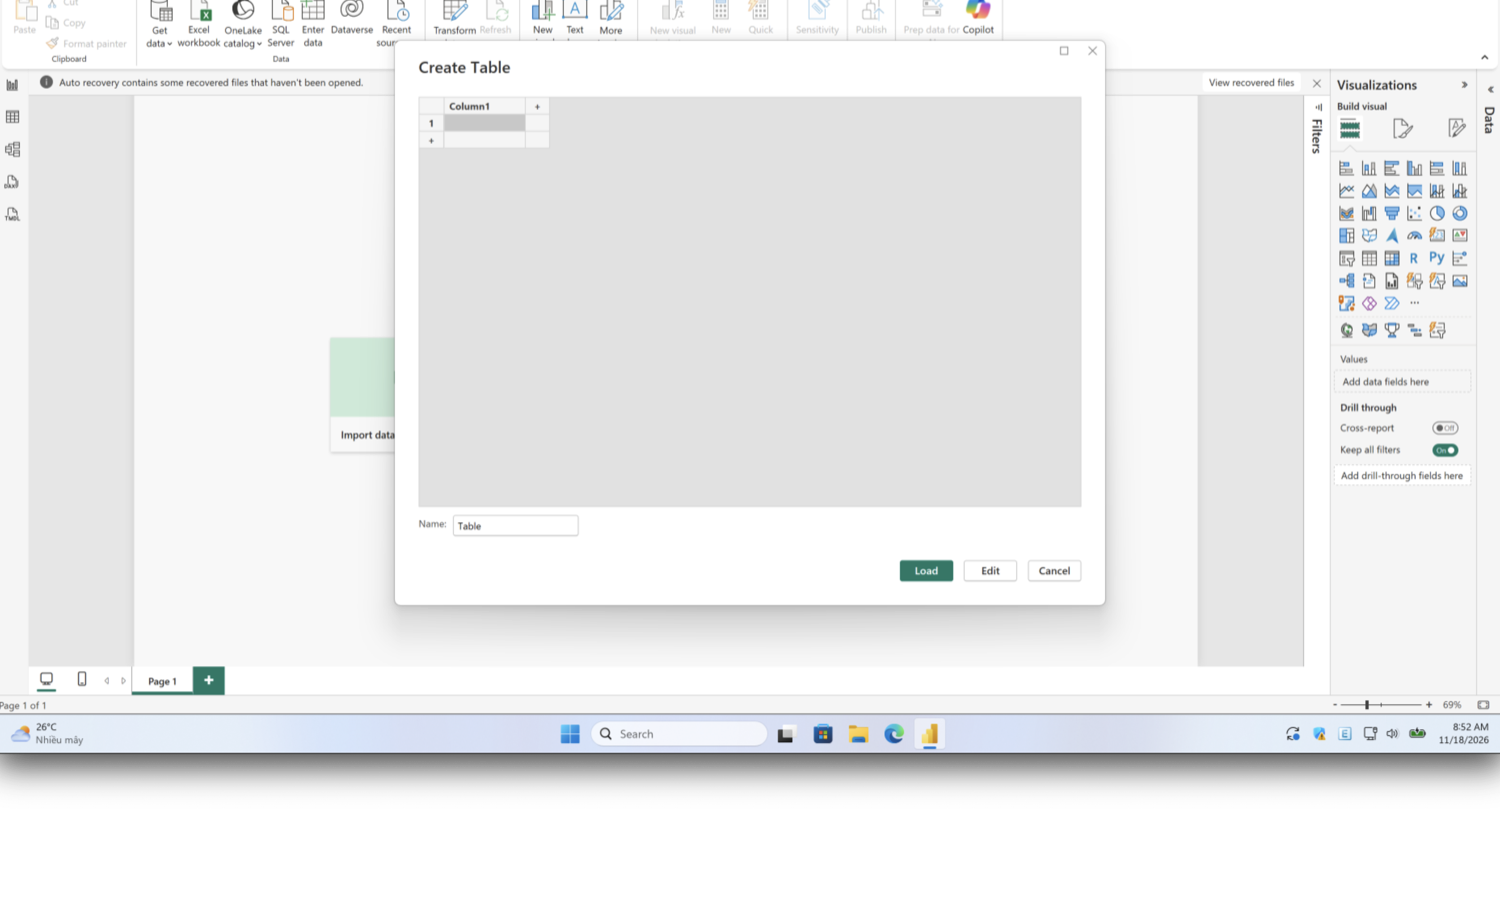 Cut
Paste
Copy
Format painter
Clipboard
Get data
Excel workbook
OneLake catalog
SQL Server
Enter data
Dataverse
Recent
Data
Transform
Refresh
New
Text
More
New visual
New
Quick
Sensitivity
Publish
Prep data for
Copilot
Auto recovery contains some recovered files that haven't been opened.
View recovered files
Create Table
Column1
+
1
+
Name:
Table
Load
Edit
Cancel
Import data
Filters
Visualizations
Build visual
R
Py
Values
Add data fields here
Drill through
Cross-report
Off
Keep all filters
On
Add drill-through fields here
Data
DAX
TMDL
Page 1
+
Page 1 of 1
-
+
69%
26°C
Nhiều mây
Search
8:52 AM
11/18/2026